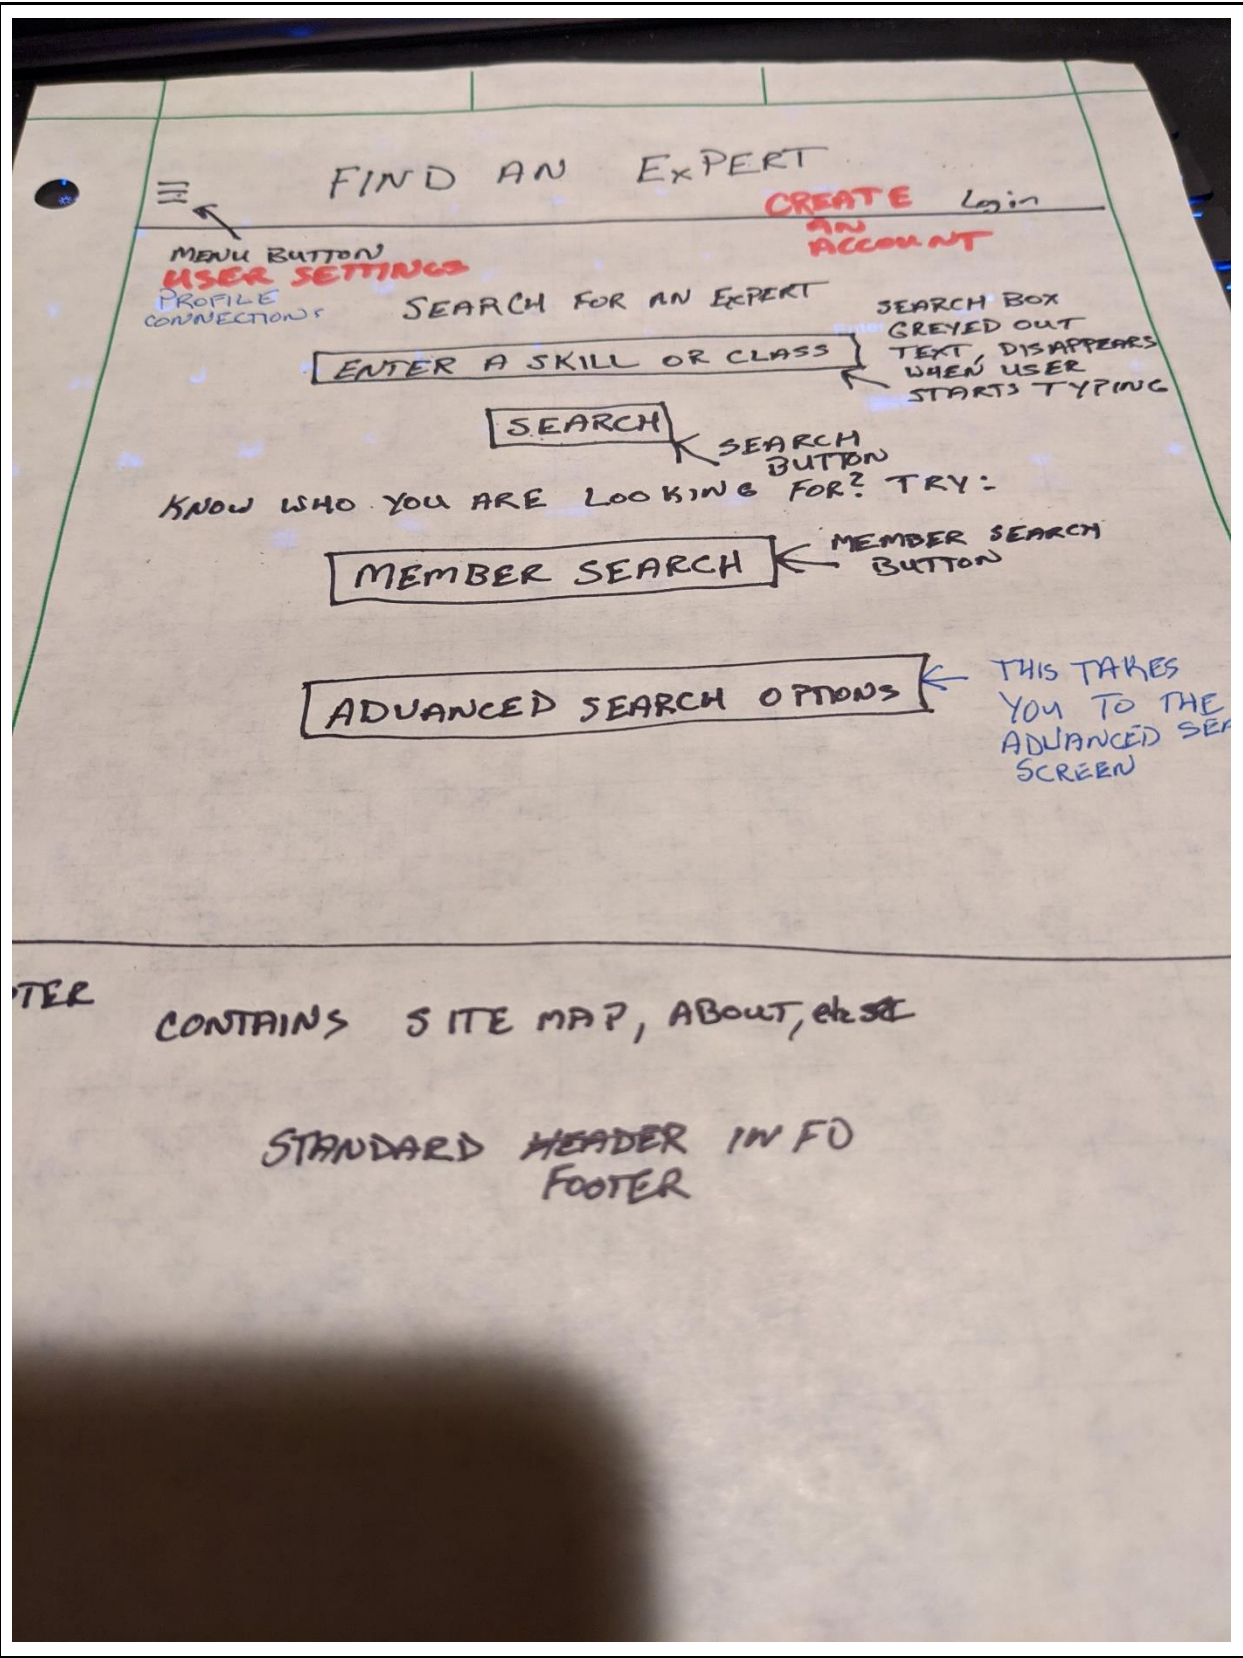 FIND AN EXPERT
CREATE
AN
ACCOUNT
Login
MENU BUTTON
USER SETTINGS
PROFILE
CONNECTIONS
SEARCH FOR AN EXPERT
ENTER A SKILL OR CLASS
SEARCH BOX
GREYED OUT
TEXT, DISAPPEARS
WHEN USER
STARTS TYPING
SEARCH
SEARCH
BUTTON
KNOW WHO YOU ARE LOOKING FOR? TRY:
MEMBER SEARCH
MEMBER SEARCH
BUTTON
ADVANCED SEARCH OPTIONS
THIS TAKES
YOU TO THE
ADVANCED SEA
SCREEN
TER
CONTAINS SITE MAP, ABOUT, etc
STANDARD HEADER INFO
FOOTER